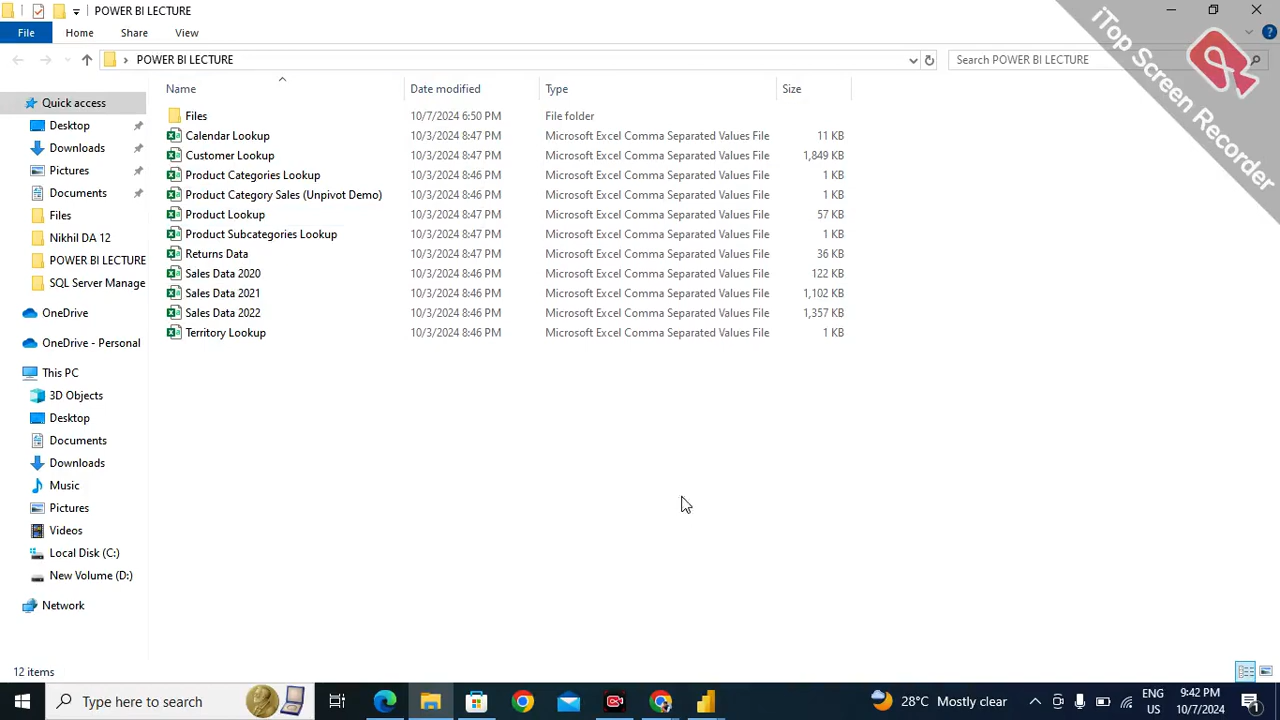 POWER BI LECTURE
File Home Share View
POWER BI LECTURE
Search POWER BI LECTURE
iTop Screen Recorder
Name Date modified Type Size
Quick access
Desktop
Downloads
Pictures
Documents
Files
Nikhil DA 12
POWER BI LECTURE
SQL Server Manage
OneDrive
OneDrive - Personal
This PC
3D Objects
Desktop
Documents
Downloads
Music
Pictures
Videos
Local Disk (C:)
New Volume (D:)
Network
Files 10/7/2024 6:50 PM File folder
Calendar Lookup 10/3/2024 8:47 PM Microsoft Excel Comma Separated Values File 11 KB
Customer Lookup 10/3/2024 8:47 PM Microsoft Excel Comma Separated Values File 1,849 KB
Product Categories Lookup 10/3/2024 8:46 PM Microsoft Excel Comma Separated Values File 1 KB
Product Category Sales (Unpivot Demo) 10/3/2024 8:46 PM Microsoft Excel Comma Separated Values File 1 KB
Product Lookup 10/3/2024 8:47 PM Microsoft Excel Comma Separated Values File 57 KB
Product Subcategories Lookup 10/3/2024 8:46 PM Microsoft Excel Comma Separated Values File 1 KB
Returns Data 10/3/2024 8:47 PM Microsoft Excel Comma Separated Values File 36 KB
Sales Data 2020 10/3/2024 8:46 PM Microsoft Excel Comma Separated Values File 122 KB
Sales Data 2021 10/3/2024 8:46 PM Microsoft Excel Comma Separated Values File 1,102 KB
Sales Data 2022 10/3/2024 8:46 PM Microsoft Excel Comma Separated Values File 1,357 KB
Territory Lookup 10/3/2024 8:46 PM Microsoft Excel Comma Separated Values File 1 KB
12 items
Type here to search
28°C Mostly clear
ENG
US
9:42 PM
10/7/2024
1